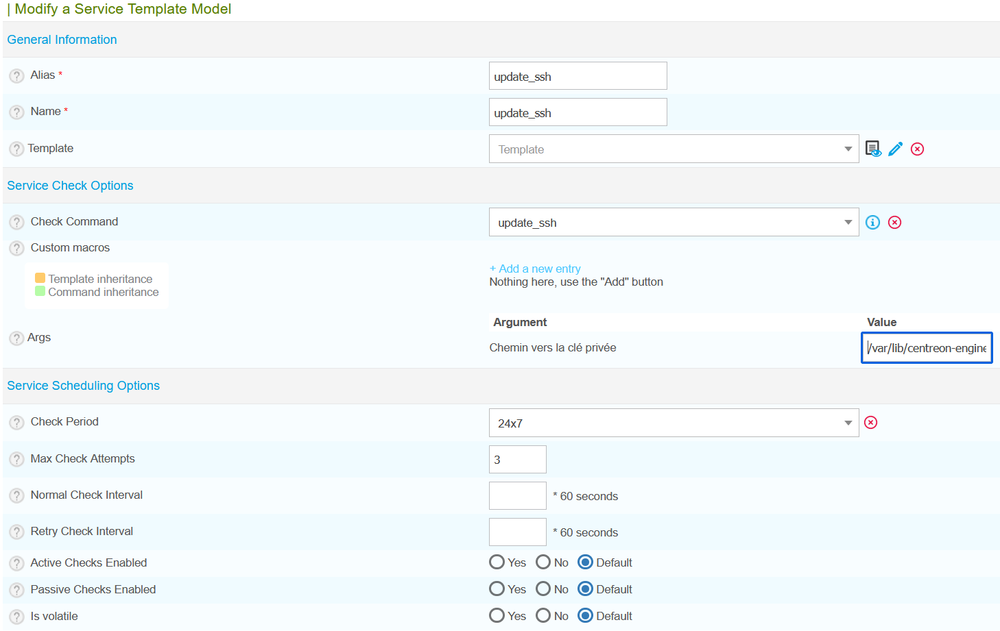 | Modify a Service Template Model
General Information
? Alias * update_ssh
? Name * update_ssh
? Template Template
Service Check Options
? Check Command update_ssh
? Custom macros
+ Add a new entry
Template inheritance Nothing here, use the "Add" button
Command inheritance
Argument Value
? Args
Chemin vers la clé privée /var/lib/centreon-engine
Service Scheduling Options
? Check Period 24x7
? Max Check Attempts 3
? Normal Check Interval * 60 seconds
? Retry Check Interval * 60 seconds
? Active Checks Enabled Yes No Default
? Passive Checks Enabled Yes No Default
? Is volatile Yes No Default